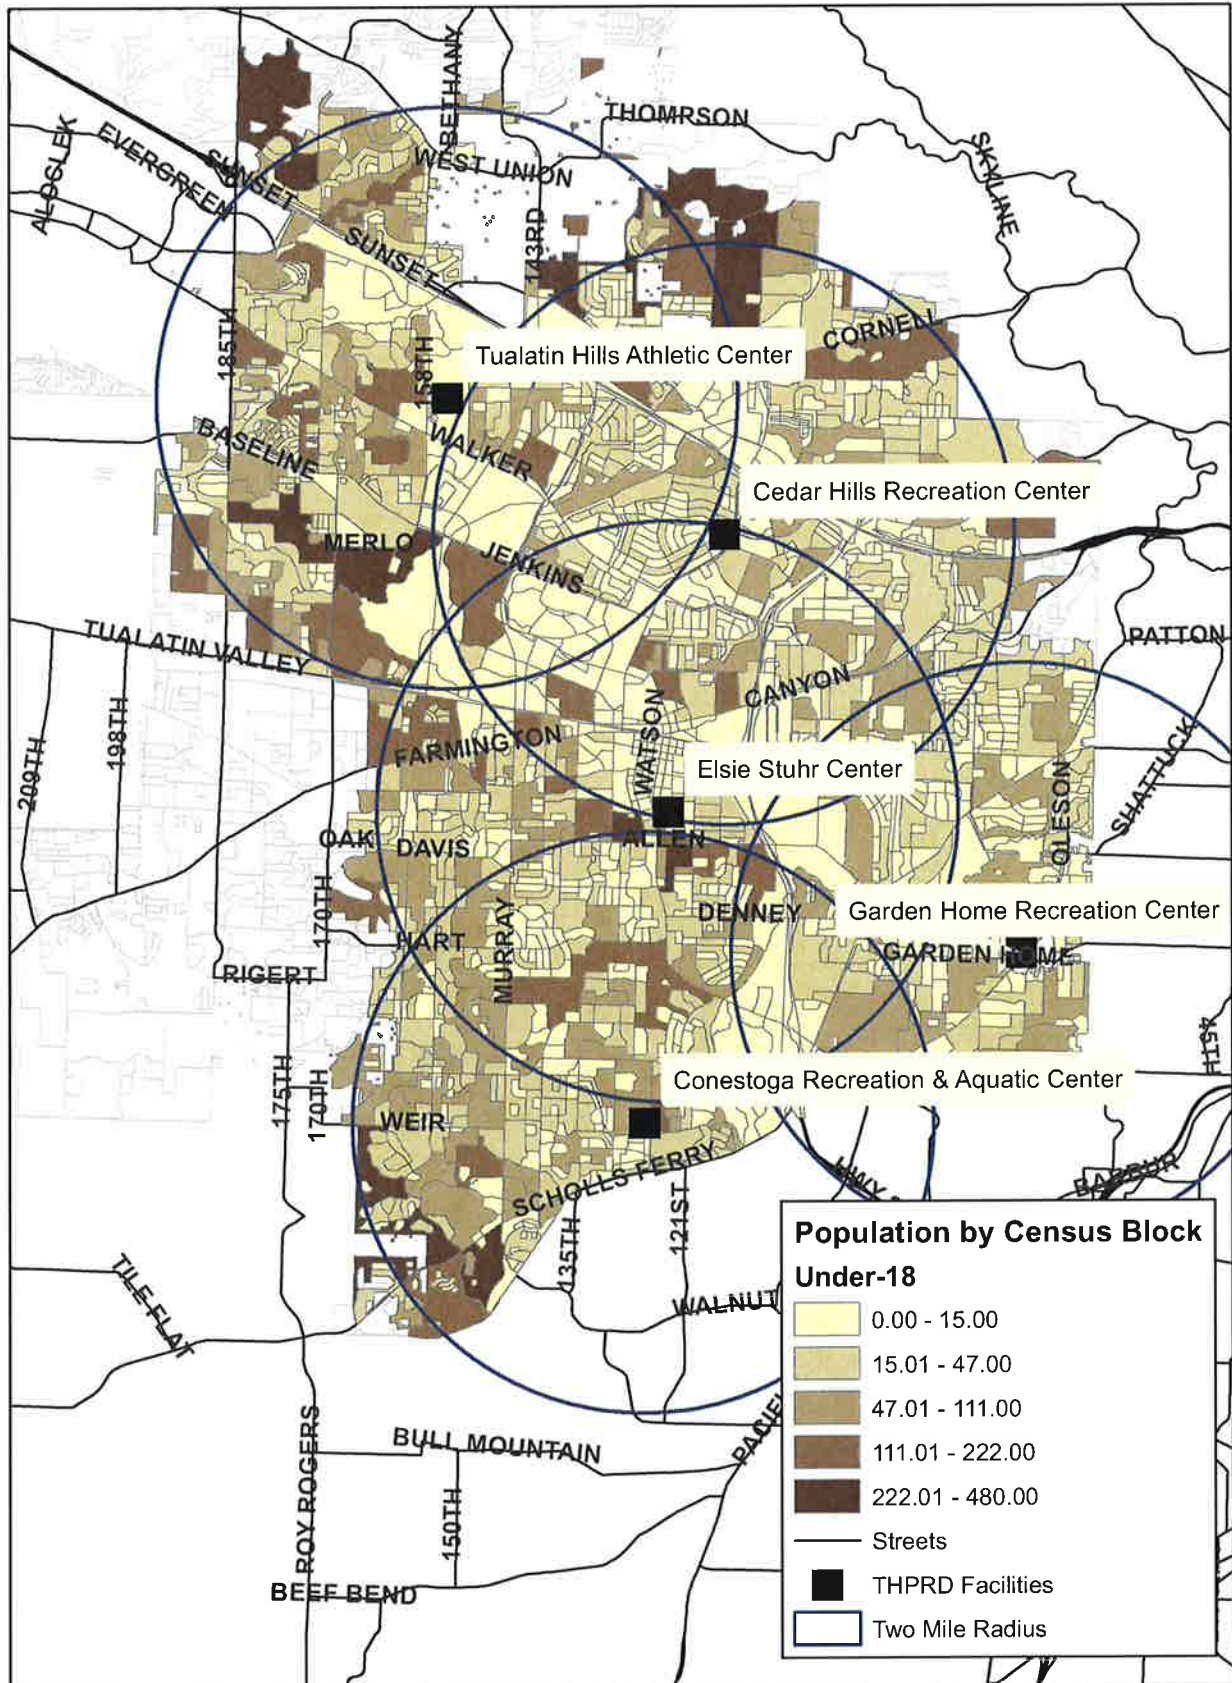 BETHANY
THOMPSON
SKYLINE
ALOCLEK
EVERGREEN
SUNSET
WEST UNION
143RD
SUNSET
185TH
158TH
Tualatin Hills Athletic Center
CORNELL
BASELINE
WALKER
Cedar Hills Recreation Center
MERLO
JENKINS
TUALATIN VALLEY
PATTON
209TH
198TH
CANYON
WATSON
FARMINGTON
Elsie Stuhr Center
OLESON
SHATTUCK
OAK
DAVIS
ALLEN
170TH
HART
MURRAY
DENNEY
Garden Home Recreation Center
GARDEN HOME
RIGERT
45TH
175TH
170TH
Conestoga Recreation & Aquatic Center
WEIR
SCHOLLS FERRY
HWY
BARBUR
135TH
121ST
TILE FLAT
WALNUT
Population by Census Block
Under-18
0.00 - 15.00
15.01 - 47.00
47.01 - 111.00
111.01 - 222.00
222.01 - 480.00
Streets
THPRD Facilities
Two Mile Radius
ROY ROGERS
BULL MOUNTAIN
150TH
BEEF BEND